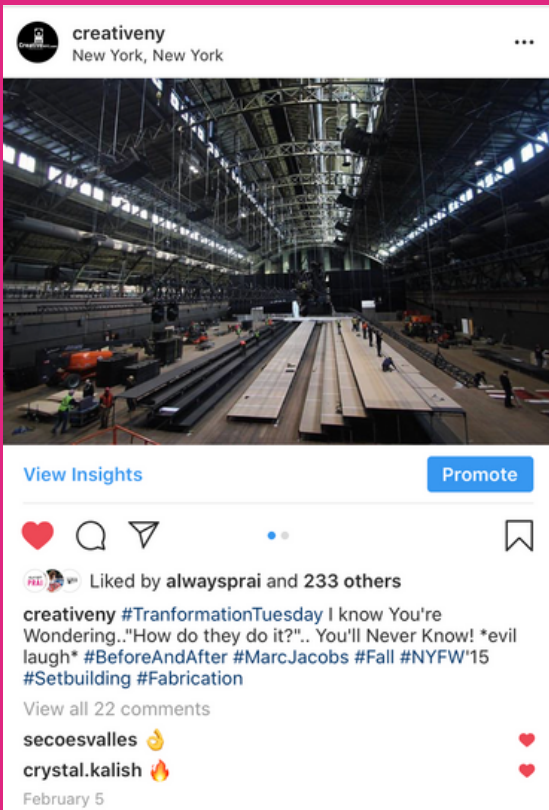 creativeny
New York, New York
View Insights
Promote
Liked by alwaysprai and 233 others
creativeny #TranformationTuesday I know You're
Wondering.."How do they do it?".. You'll Never Know! *evil
laugh* #BeforeAndAfter #MarcJacobs #Fall #NYFW'15
#Setbuilding #Fabrication
View all 22 comments
secoesvalles 👌
crystal.kalish 🔥
February 5